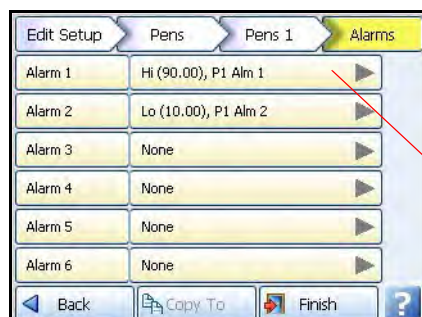 Edit Setup Pens Pens 1 Alarms
Alarm 1 Hi (90.00), P1 Alm 1
Alarm 2 Lo (10.00), P1 Alm 2
Alarm 3 None
Alarm 4 None
Alarm 5 None
Alarm 6 None
Back Copy To Finish ?